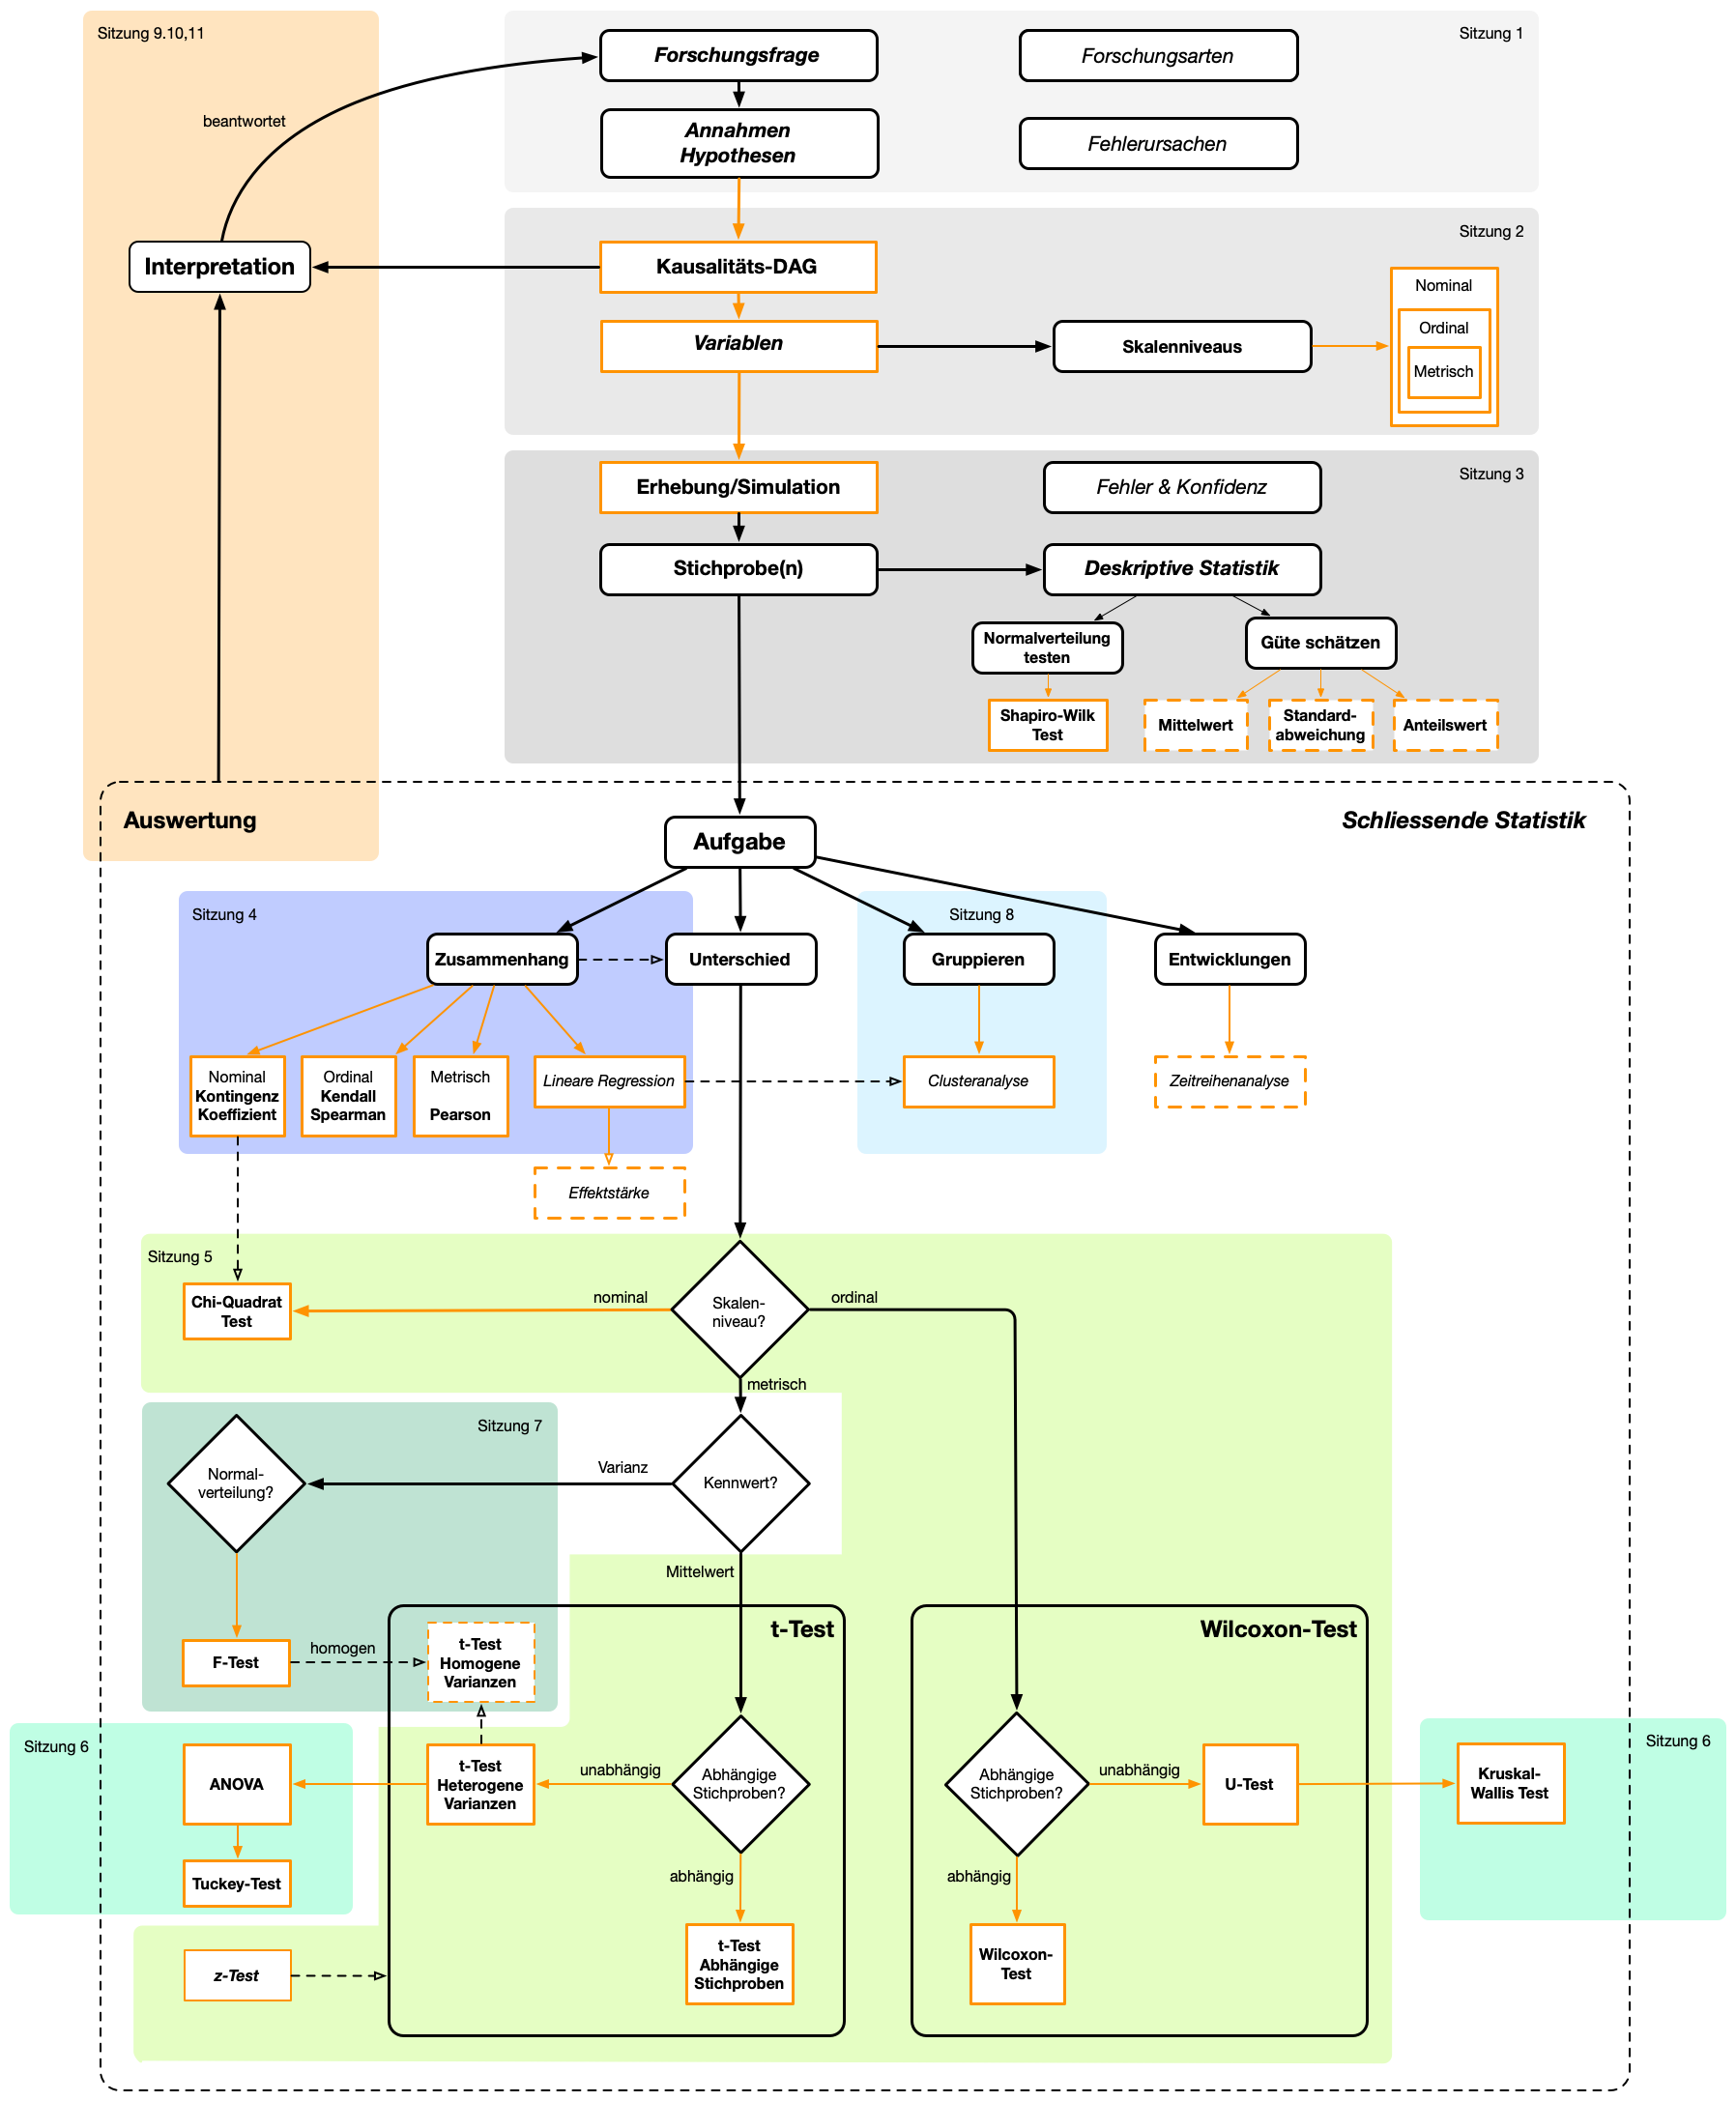 Sitzung 9.10,11
Sitzung 1
Forschungsfrage
Forschungsarten
beantwortet
Annahmen
Hypothesen
Fehlerursachen
Sitzung 2
Interpretation
Kausalitäts-DAG
Nominal
Ordinal
Metrisch
Variablen
Skalenniveaus
Sitzung 3
Erhebung/Simulation
Fehler & Konfidenz
Stichprobe(n)
Deskriptive Statistik
Normalverteilung
testen
Güte schätzen
Shapiro-Wilk
Test
Mittelwert
Standard-
abweichung
Anteilswert
Auswertung
Schliessende Statistik
Aufgabe
Sitzung 4
Sitzung 8
Zusammenhang
Unterschied
Gruppieren
Entwicklungen
Nominal
Kontingenz
Koeffizient
Ordinal
Kendall
Spearman
Metrisch
Pearson
Lineare Regression
Clusteranalyse
Zeitreihenanalyse
Effektstärke
Sitzung 5
Chi-Quadrat
Test
nominal
Skalen-
niveau?
ordinal
metrisch
Sitzung 7
Normal-
verteilung?
Varianz
Kennwert?
Mittelwert
t-Test
Wilcoxon-Test
F-Test
homogen
t-Test
Homogene
Varianzen
Sitzung 6
ANOVA
t-Test
Heterogene
Varianzen
unabhängig
Abhängige
Stichproben?
Abhängige
Stichproben?
unabhängig
U-Test
Sitzung 6
Kruskal-
Wallis Test
Tuckey-Test
abhängig
abhängig
z-Test
t-Test
Abhängige
Stichproben
Wilcoxon-
Test